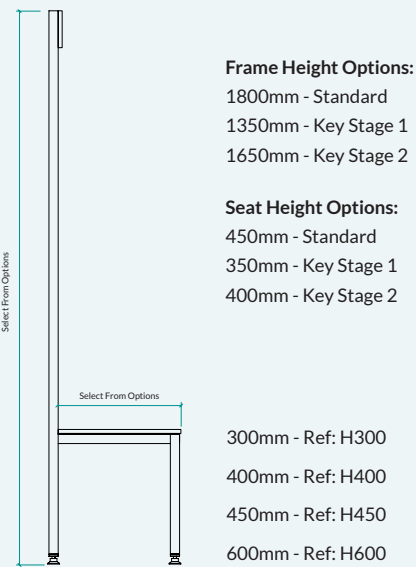 Frame Height Options:
1800mm - Standard
1350mm - Key Stage 1
1650mm - Key Stage 2
Seat Height Options:
450mm - Standard
350mm - Key Stage 1
400mm - Key Stage 2
Select From Options
Select From Options
300mm - Ref: H300
400mm - Ref: H400
450mm - Ref: H450
600mm - Ref: H600